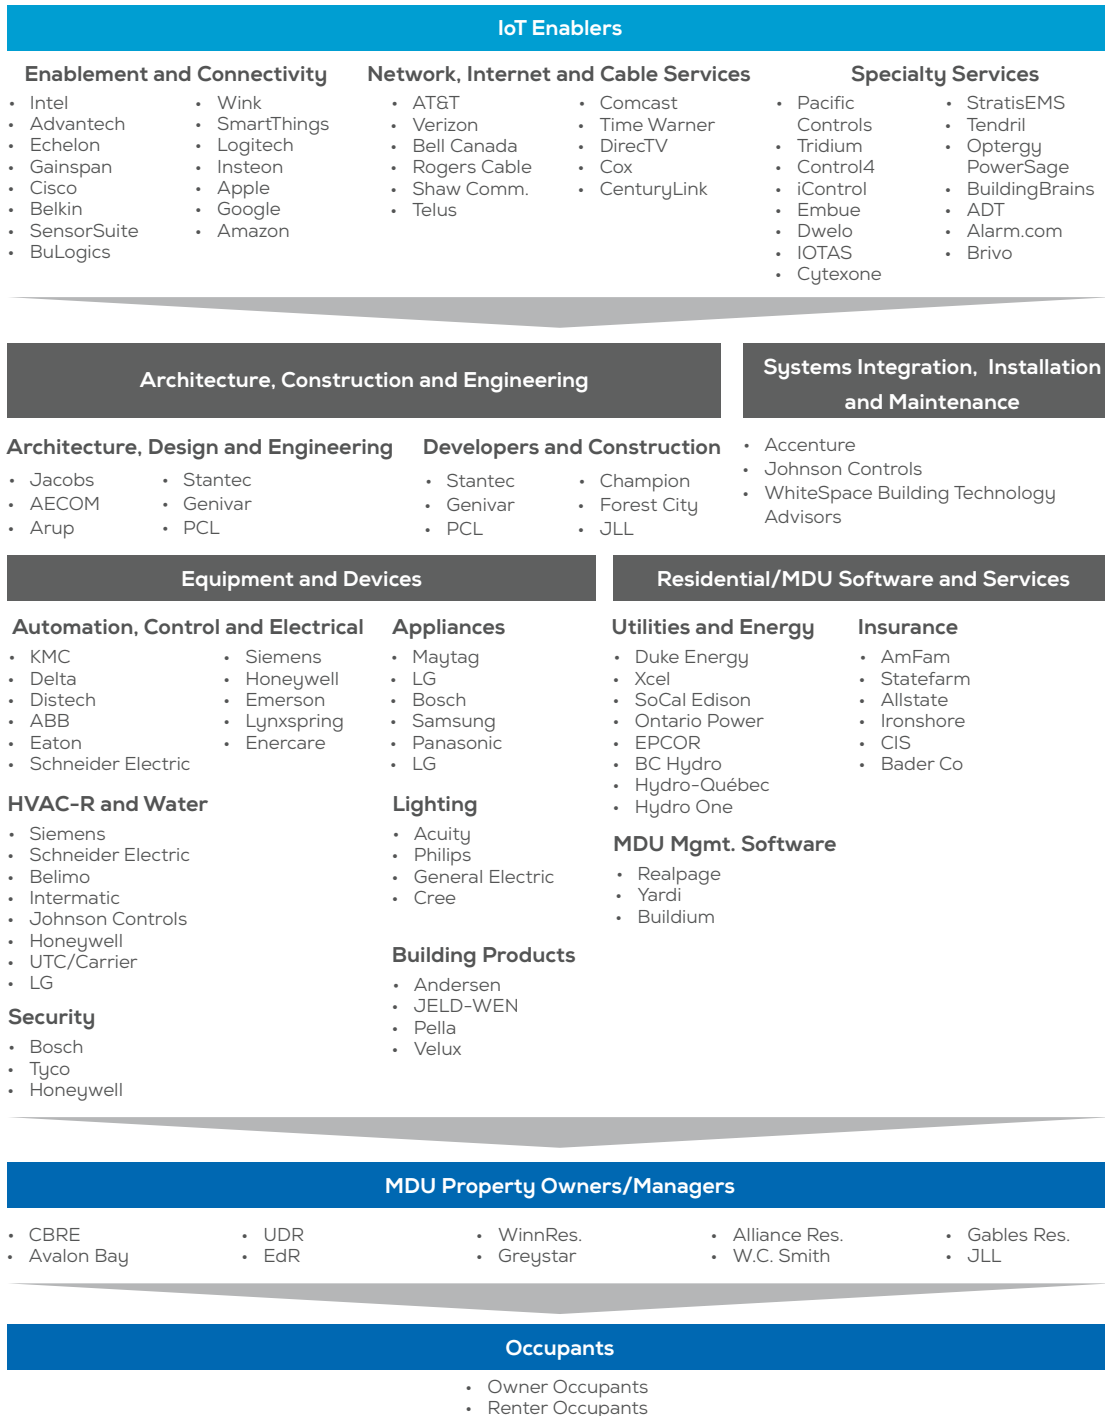 IoT Enablers
Enablement and Connectivity
• Intel
• Advantech
• Echelon
• Gainspan
• Cisco
• Belkin
• SensorSuite
• BuLogics
• Wink
• SmartThings
• Logitech
• Insteon
• Apple
• Google
• Amazon
Network, Internet and Cable Services
• AT&T
• Verizon
• Bell Canada
• Rogers Cable
• Shaw Comm.
• Telus
• Comcast
• Time Warner
• DirecTV
• Cox
• CenturyLink
Specialty Services
• Pacific
Controls
• Tridium
• Control4
• iControl
• Embue
• Dwelo
• IOTAS
• Cytexone
• StratisEMS
• Tendril
• Optergy
PowerSage
• BuildingBrains
• ADT
• Alarm.com
• Brivo
Architecture, Construction and Engineering
Architecture, Design and Engineering
• Jacobs
• AECOM
• Arup
• Stantec
• Genivar
• PCL
Developers and Construction
• Stantec
• Genivar
• PCL
• Champion
• Forest City
• JLL
Systems Integration, Installation
and Maintenance
• Accenture
• Johnson Controls
• WhiteSpace Building Technology
Advisors
Equipment and Devices
Automation, Control and Electrical
• KMC
• Delta
• Distech
• ABB
• Eaton
• Schneider Electric
• Siemens
• Honeywell
• Emerson
• Lynxspring
• Enercare
HVAC-R and Water
• Siemens
• Schneider Electric
• Belimo
• Intermatic
• Johnson Controls
• Honeywell
• UTC/Carrier
• LG
Security
• Bosch
• Tyco
• Honeywell
Appliances
• Maytag
• LG
• Bosch
• Samsung
• Panasonic
• LG
Lighting
• Acuity
• Philips
• General Electric
• Cree
Building Products
• Andersen
• JELD-WEN
• Pella
• Velux
Residential/MDU Software and Services
Utilities and Energy
• Duke Energy
• Xcel
• SoCal Edison
• Ontario Power
• EPCOR
• BC Hydro
• Hydro-Québec
• Hydro One
MDU Mgmt. Software
• Realpage
• Yardi
• Buildium
Insurance
• AmFam
• Statefarm
• Allstate
• Ironshore
• CIS
• Bader Co
MDU Property Owners/Managers
• CBRE
• Avalon Bay
• UDR
• EdR
• WinnRes.
• Greystar
• Alliance Res.
• W.C. Smith
• Gables Res.
• JLL
Occupants
• Owner Occupants
• Renter Occupants